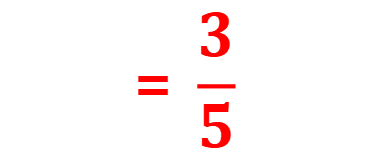 = 3/5